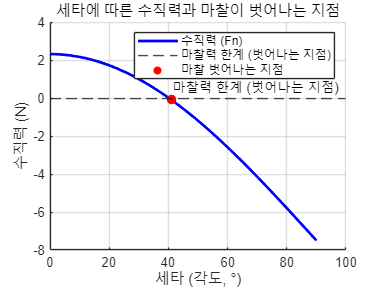 세타에 따른 수직력과 마찰이 벗어나는 지점
4
2
0
-2
-4
-6
-8
수직력 (N)
수직력 (Fn)
마찰력 한계 (벗어나는 지점)
마찰 벗어나는 지점
마찰력 한계 (벗어나는 지점)
0 20 40 60 80 100
세타 (각도, °)